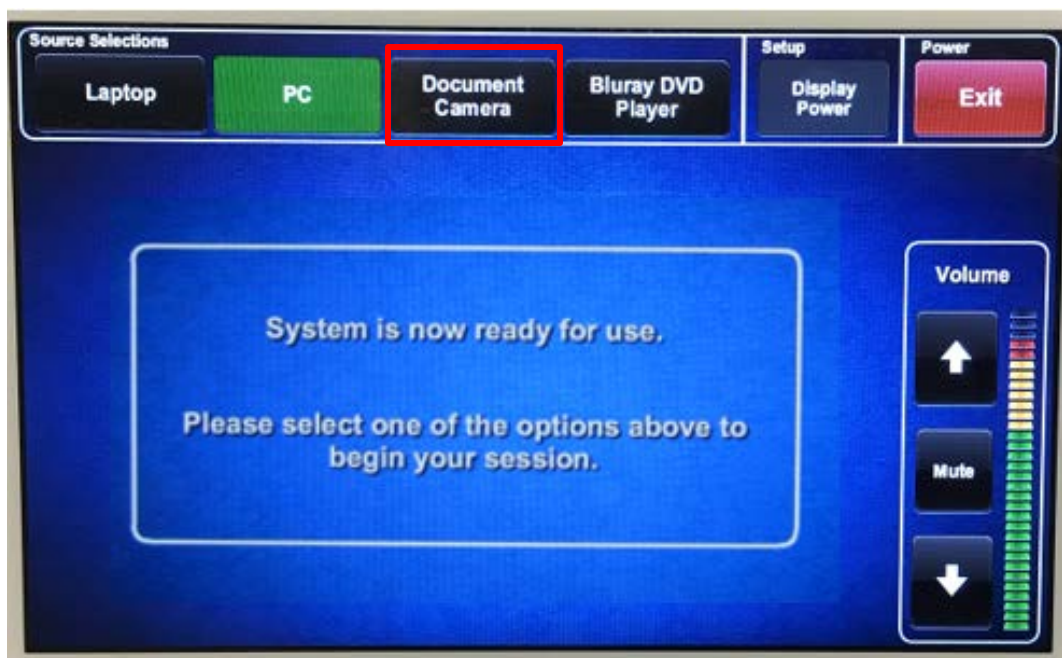 Source Selections
Setup
Power
Laptop
PC
Document
Camera
Bluray DVD
Player
Display
Power
Exit
System is now ready for use.
Please select one of the options above to
begin your session.
Volume
Mute